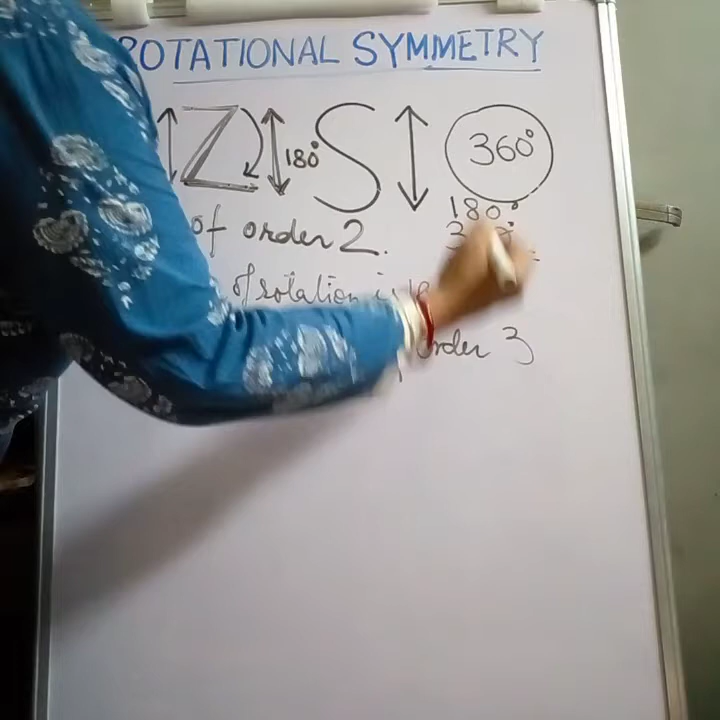 ROTATIONAL SYMMETRY
Z 180° S 360°
180°
of order 2.
of rotation is
order 3